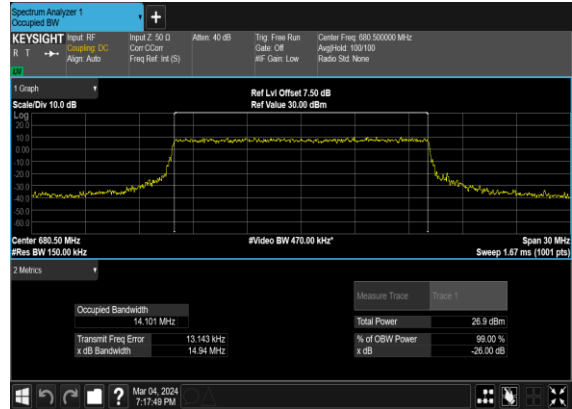 Spectrum Analyzer 1
Occupied BW
KEYSIGHT Input: RF Input Z: 50 Ω Atten: 40 dB Trig: Free Run Center Freq: 680.500000 MHz
R T Coupling: DC Corr CCorr Gate: Off Avg|Hold: 100/100
Align: Auto Freq Ref: Int (S) #IF Gain: Low Radio Std: None
1 Graph
Ref Lvl Offset 7.50 dB
Scale/Div 10.0 dB Ref Value 30.00 dBm
Log
20.0
10.0
0.00
-10.0
-20.0
-30.0
-40.0
-50.0
-60.0
Center 680.50 MHz #Video BW 470.00 kHz* Span 30 MHz
#Res BW 150.00 kHz Sweep 1.67 ms (1001 pts)
2 Metrics
Measure Trace Trace 1
Occupied Bandwidth
14.101 MHz Total Power 26.9 dBm
Transmit Freq Error 13.143 kHz % of OBW Power 99.00 %
x dB Bandwidth 14.94 MHz x dB -26.00 dB
? Mar 04, 2024
7:17:49 PM